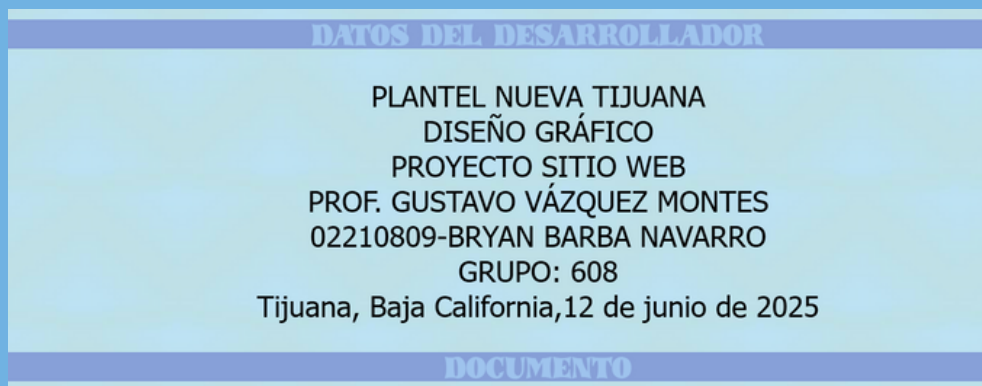 DATOS DEL DESARROLLADOR
PLANTEL NUEVA TIJUANA
DISEÑO GRÁFICO
PROYECTO SITIO WEB
PROF. GUSTAVO VÁZQUEZ MONTES
02210809-BRYAN BARBA NAVARRO
GRUPO: 608
Tijuana, Baja California,12 de junio de 2025
DOCUMENTO